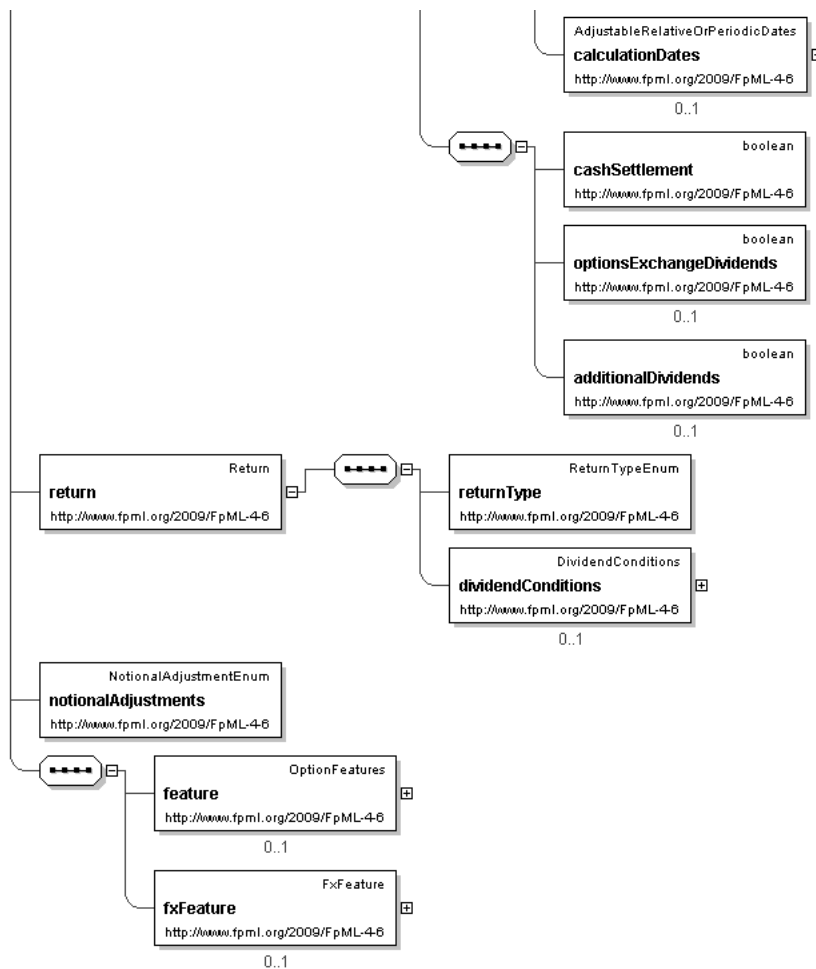 AdjustableRelativeOrPeriodicDates
calculationDates
http://www.fpml.org/2009/FpML-4-6
0..1
boolean
cashSettlement
http://www.fpml.org/2009/FpML-4-6
boolean
optionsExchangeDividends
http://www.fpml.org/2009/FpML-4-6
0..1
boolean
additionalDividends
http://www.fpml.org/2009/FpML-4-6
0..1
Return
return
http://www.fpml.org/2009/FpML-4-6
ReturnTypeEnum
returnType
http://www.fpml.org/2009/FpML-4-6
DividendConditions
dividendConditions
http://www.fpml.org/2009/FpML-4-6
0..1
NotionalAdjustmentEnum
notionalAdjustments
http://www.fpml.org/2009/FpML-4-6
OptionFeatures
feature
http://www.fpml.org/2009/FpML-4-6
0..1
FxFeature
fxFeature
http://www.fpml.org/2009/FpML-4-6
0..1